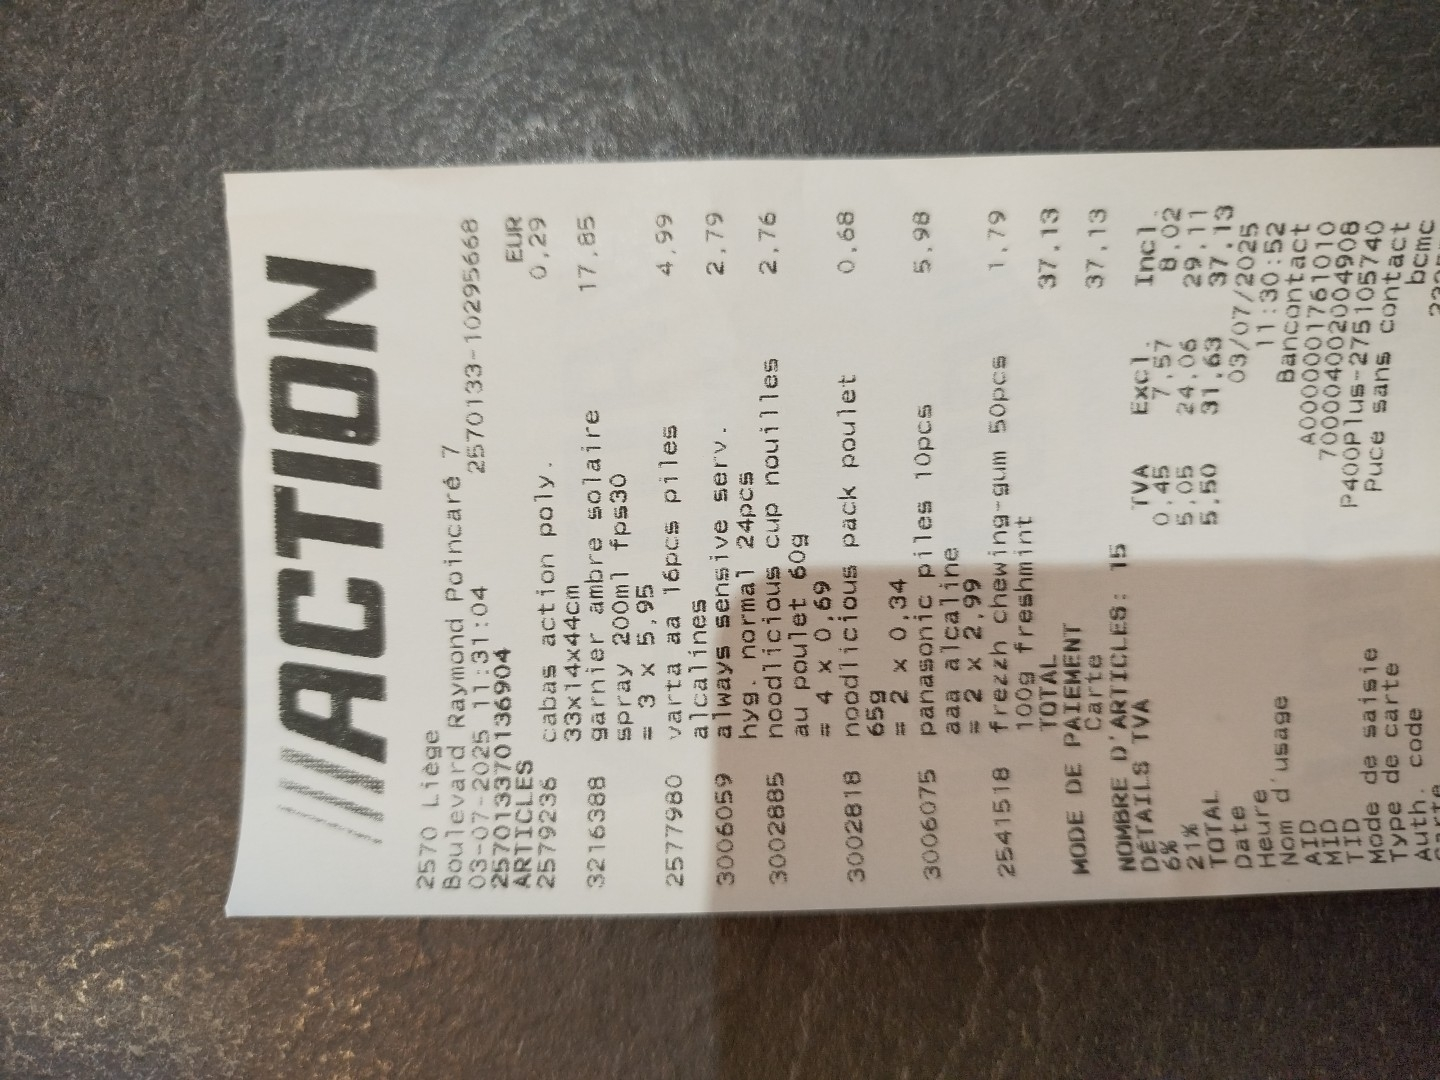 ///ACTION
2570 Liège
Boulevard Raymond Poincaré 7
03-07-2025 11:31:04 2570133-10295668
257013370136904
ARTICLES EUR
2579236 cabas action poly. 0,29
33x14x44cm
3216388 garnier ambre solaire 17,85
spray 200ml fps30
= 3 x 5,95
2577980 varta aa 16pcs piles 4,99
alcalines
3006059 always sensive serv. 2,79
hyg. normal 24pcs
3002885 noodlicious cup nouilles 2,76
au poulet 60g
= 4 x 0,69
3002818 noodlicious pack poulet 0,68
65g
= 2 x 0,34
3006075 panasonic piles 10pcs 5,98
aaa alcaline
= 2 x 2,99
2541518 frezzh chewing-gum 50pcs 1,79
100g freshmint
TOTAL 37,13
MODE DE PAIEMENT
Carte 37,13
NOMBRE D'ARTICLES: 15
DÉTAILS TVA TVA Excl. Incl.
6% 0,45 7,57 8,02
21% 5,05 24,06 29,11
TOTAL 5,50 31,63 37,13
Date 03/07/2025
Heure 11:30:52
Nom d'usage Bancontact
AID A0000001761010
MID 700004002004908
TID P400Plus-275105740
Mode de saisie Puce sans contact
Type de carte bcmc
Auth. code
Carte